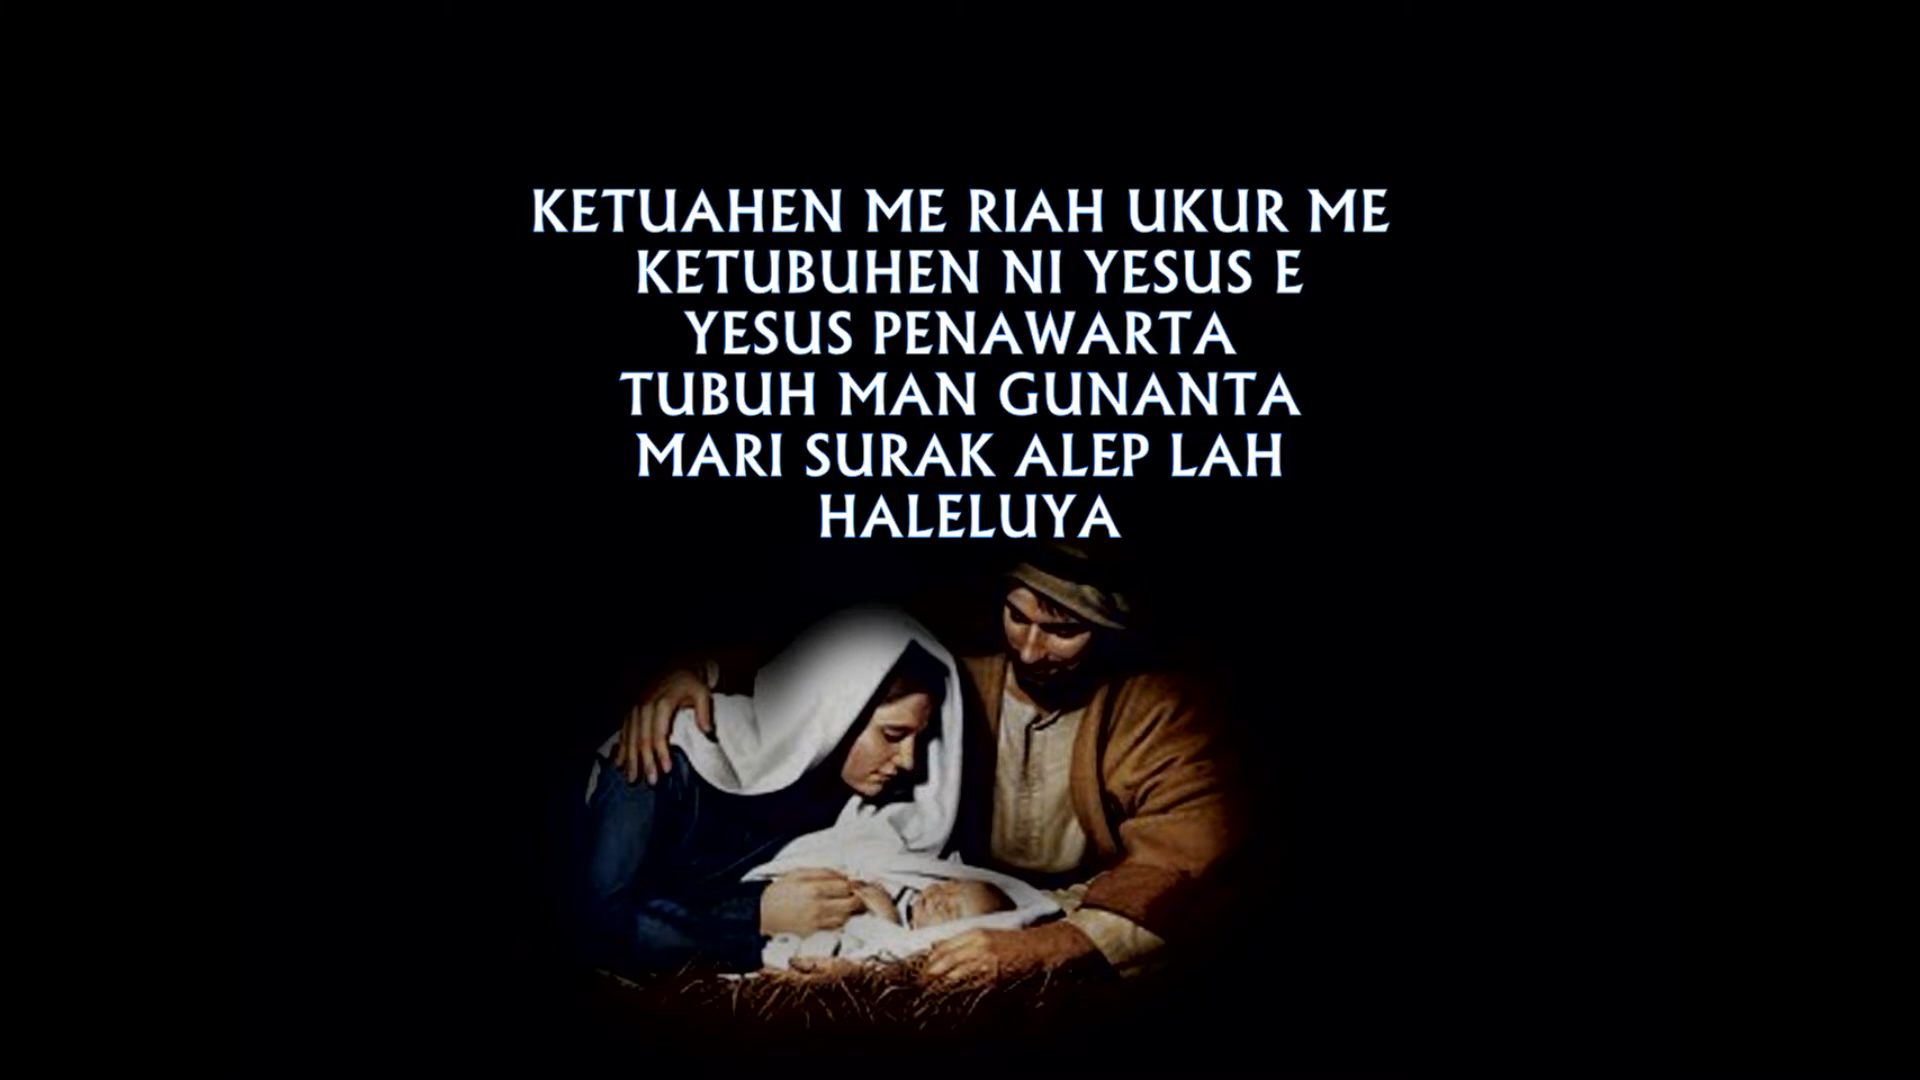 KETUAHEN ME RIAH UKUR ME
KETUBUHEN NI YESUS E
YESUS PENAWARTA
TUBUH MAN GUNANTA
MARI SURAK ALEP LAH
HALELUYA